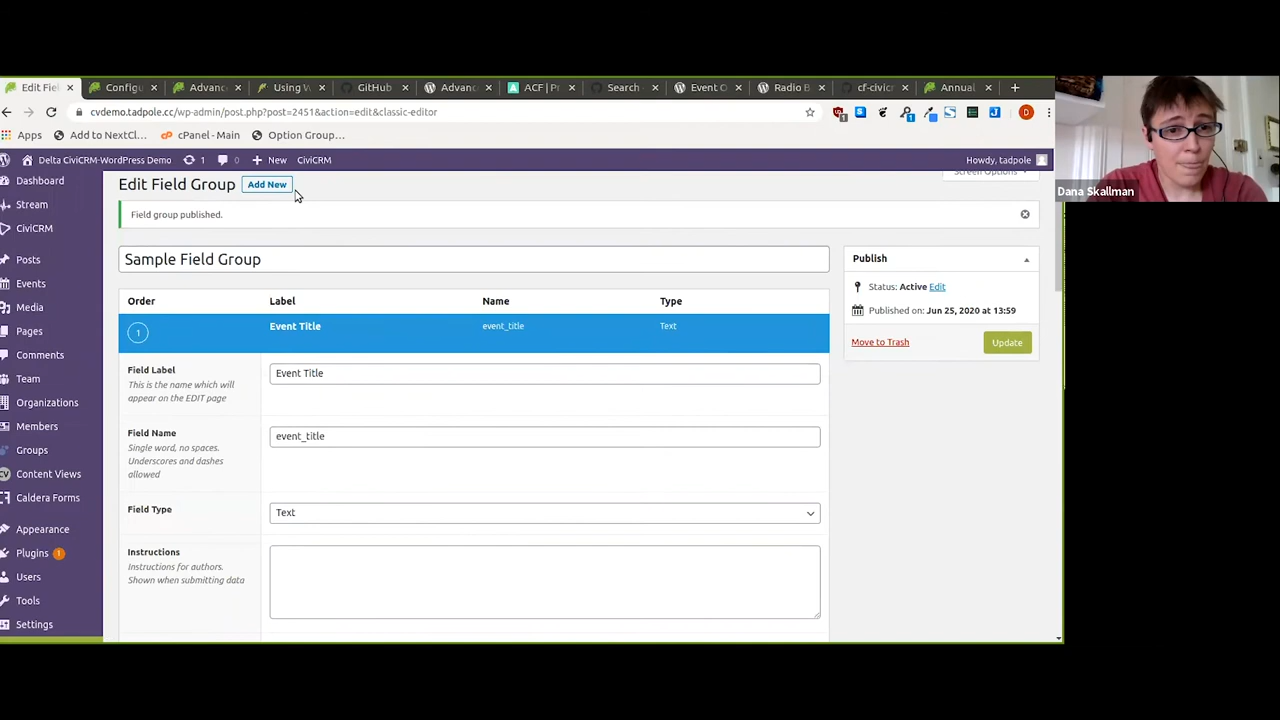 Edit Fiel
Configu
Advanc
Using W
GitHub
Advanc
ACF | Pr
Search
Event O
Radio B
cf-civicr
Annual
cvdemo.tadpole.cc/wp-admin/post.php?post=2451&action=edit&classic-editor
Apps
Add to NextCl...
cPanel - Main
Option Group...
Delta CiviCRM-WordPress Demo
1
0
New
CiviCRM
Howdy, tadpole
Dana Skallman
Dashboard
Stream
CiviCRM
Posts
Events
Media
Pages
Comments
Team
Organizations
Members
Groups
Content Views
Caldera Forms
Appearance
Plugins 1
Users
Tools
Settings
Edit Field Group
Add New
Screen Options
Field group published.
Sample Field Group
Order Label Name Type
1 Event Title event_title Text
Field Label
This is the name which will
appear on the EDIT page
Event Title
Field Name
Single word, no spaces.
Underscores and dashes
allowed
event_title
Field Type
Text
Instructions
Instructions for authors.
Shown when submitting data
Publish
Status: Active Edit
Published on: Jun 25, 2020 at 13:59
Move to Trash
Update